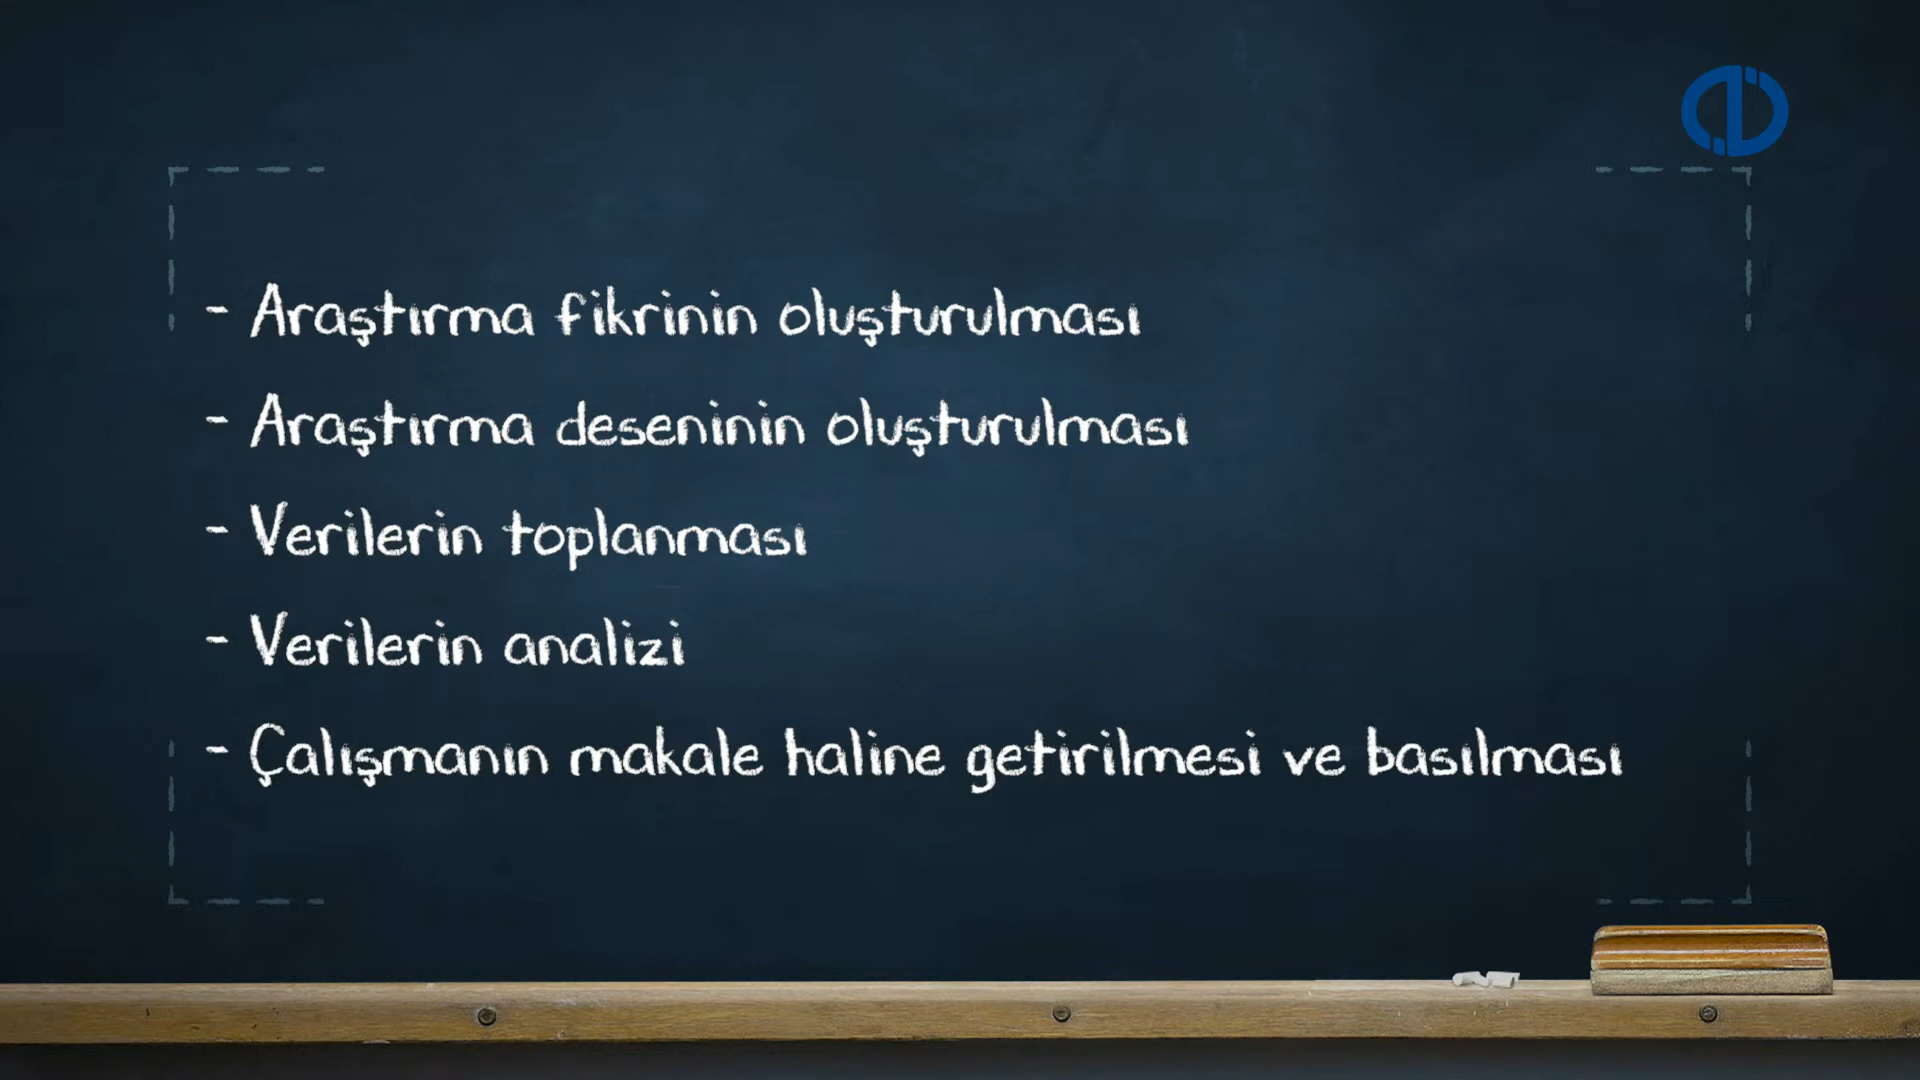 - Araştırma fikrinin oluşturulması
- Araştırma deseninin oluşturulması
- Verilerin toplanması
- Verilerin analizi
- Çalışmanın makale haline getirilmesi ve basılması